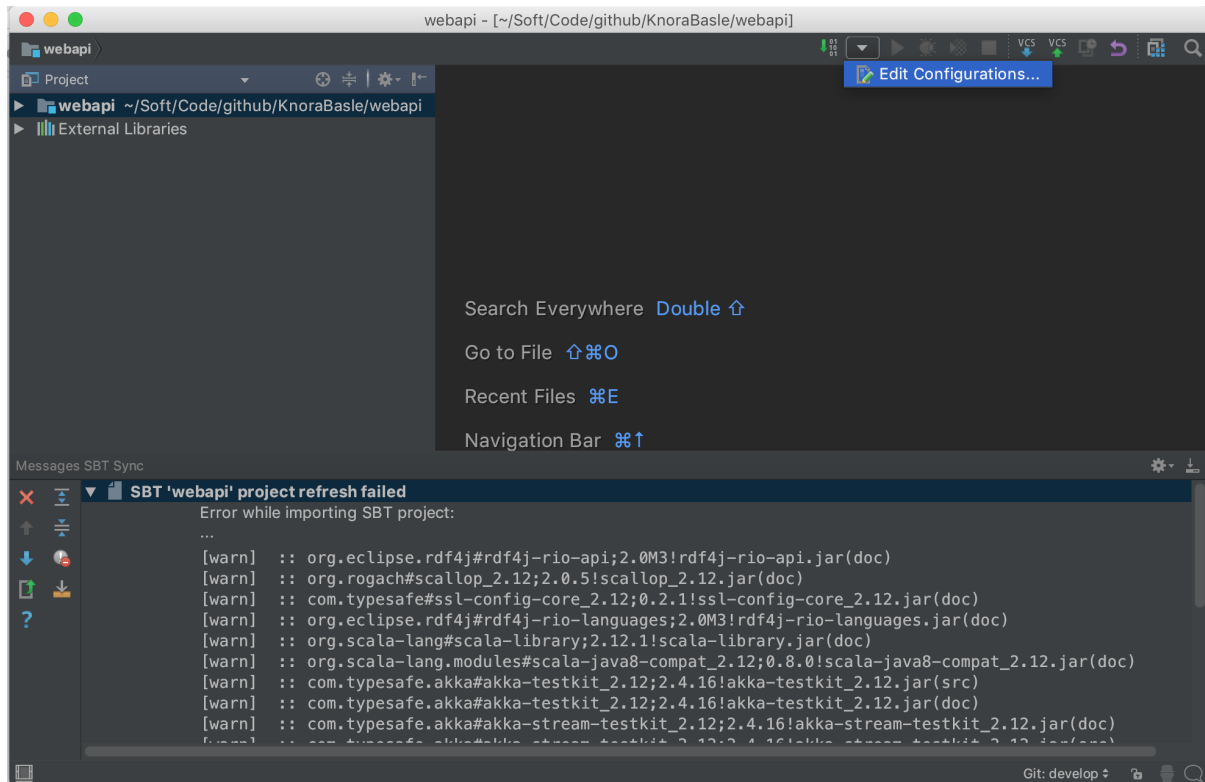 webapi - [~/Soft/Code/github/KnoraBasle/webapi]
webapi
VCS VCS
Project
Edit Configurations...
webapi ~/Soft/Code/github/KnoraBasle/webapi
External Libraries
Search Everywhere Double ⇧
Go to File ⇧⌘O
Recent Files ⌘E
Navigation Bar ⌘↑
Messages SBT Sync
SBT 'webapi' project refresh failed
Error while importing SBT project:
...
[warn] :: org.eclipse.rdf4j#rdf4j-rio-api;2.0M3!rdf4j-rio-api.jar(doc)
[warn] :: org.rogach#scallop_2.12;2.0.5!scallop_2.12.jar(doc)
[warn] :: com.typesafe#ssl-config-core_2.12;0.2.1!ssl-config-core_2.12.jar(doc)
[warn] :: org.eclipse.rdf4j#rdf4j-rio-languages;2.0M3!rdf4j-rio-languages.jar(doc)
[warn] :: org.scala-lang#scala-library;2.12.1!scala-library.jar(doc)
[warn] :: org.scala-lang.modules#scala-java8-compat_2.12;0.8.0!scala-java8-compat_2.12.jar(doc)
[warn] :: com.typesafe.akka#akka-testkit_2.12;2.4.16!akka-testkit_2.12.jar(src)
[warn] :: com.typesafe.akka#akka-testkit_2.12;2.4.16!akka-testkit_2.12.jar(doc)
[warn] :: com.typesafe.akka#akka-stream-testkit_2.12;2.4.16!akka-stream-testkit_2.12.jar(doc)
Git: develop